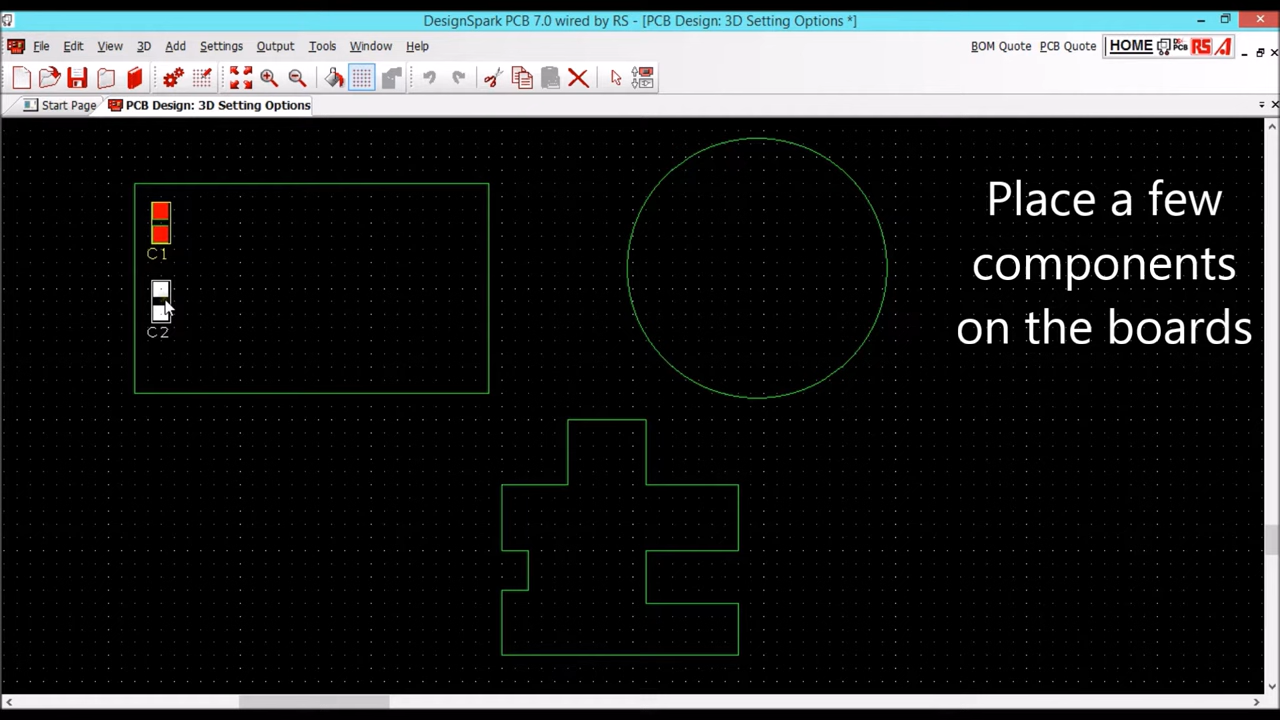 DesignSpark PCB 7.0 wired by RS - [PCB Design: 3D Setting Options *]
File Edit View 3D Add Settings Output Tools Window Help BOM Quote PCB Quote HOME PCB RS
Start Page PCB Design: 3D Setting Options
Place a few
components
on the boards
C1
C2